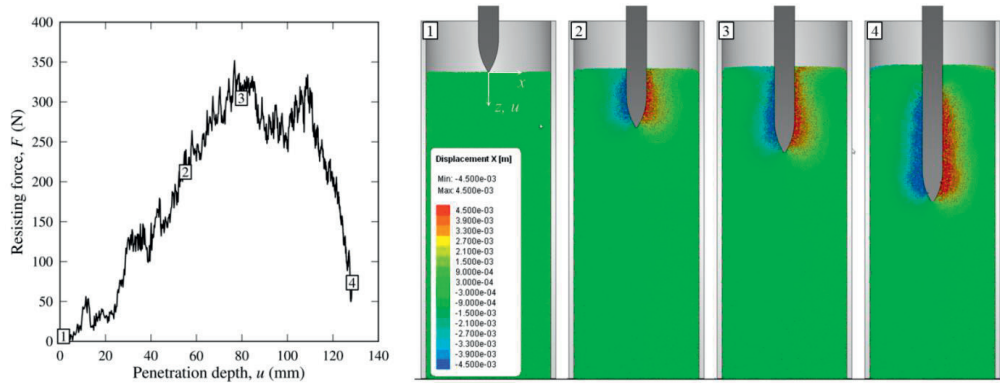 400
350
300
250
200
150
100
50
0
Resisting force, F (N)
1
2
3
4
0 20 40 60 80 100 120 140
Penetration depth, u (mm)
1
x
z, u
Displacement X [m]
Min: -4.500e-03
Max: 4.500e-03
4.500e-03
3.900e-03
3.300e-03
2.700e-03
2.100e-03
1.500e-03
9.000e-04
-3.000e-04
-9.000e-04
-1.500e-03
-2.100e-03
-2.700e-03
-3.300e-03
-3.900e-03
-4.500e-03
2
3
4